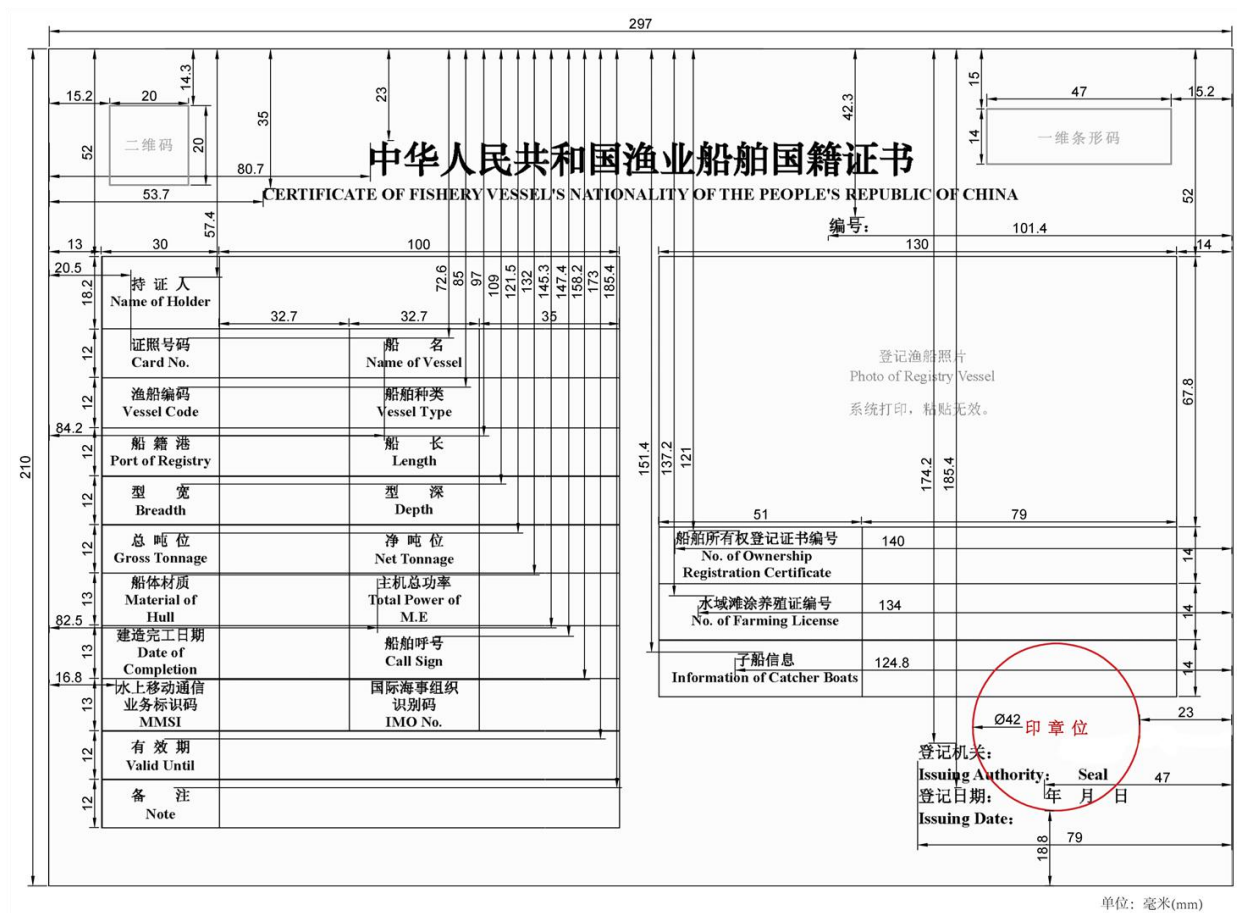 297
15.2
20
14.3
35
23
42.3
15
47
15.2
52
二维码
20
14
一维条形码
80.7
中华人民共和国渔业船舶国籍证书
53.7
CERTIFICATE OF FISHERY VESSEL'S NATIONALITY OF THE PEOPLE'S REPUBLIC OF CHINA
52
57.4
编号：
101.4
13
30
100
130
14
20.5
18.2
持 证 人
Name of Holder
72.6
85
97
109
121.5
132
145.3
147.4
158.2
173
185.4
32.7
32.7
35
12
证照号码
Card No.
船 名
Name of Vessel
12
渔船编码
Vessel Code
船舶种类
Vessel Type
84.2
12
船 籍 港
Port of Registry
船 长
Length
12
型 宽
Breadth
型 深
Depth
12
总 吨 位
Gross Tonnage
净 吨 位
Net Tonnage
13
船体材质
Material of
Hull
主机总功率
Total Power of
M.E
82.5
13
建造完工日期
Date of
Completion
船舶呼号
Call Sign
16.8
13
水上移动通信
业务标识码
MMSI
国际海事组织
识别码
IMO No.
12
有 效 期
Valid Until
12
备 注
Note
210
登记渔船照片
Photo of Registry Vessel
系统打印，粘贴无效。
67.8
151.4
137.2
121
174.2
185.4
51
79
船舶所有权登记证书编号
No. of Ownership
Registration Certificate
140
14
水域滩涂养殖证编号
No. of Farming License
134
14
子船信息
Information of Catcher Boats
124.8
14
23
Ø42
印 章 位
登记机关：
Issuing Authority： Seal
47
登记日期： 年 月 日
Issuing Date：
79
18.8
单位：毫米(mm)